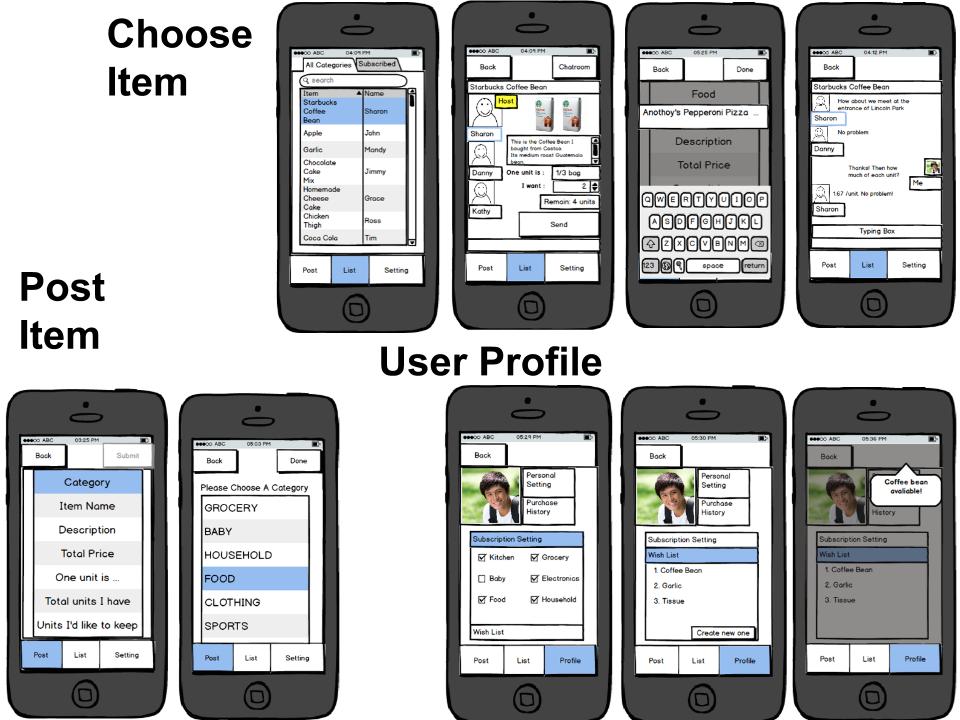 Choose
Item
ABC 04:09 PM
All Categories Subscribed
search
Item Name
Starbucks
Coffee Sharon
Bean
Apple John
Garlic Mandy
Chocolate
Cake Jimmy
Mix
Homemade
Cheese Grace
Cake
Chicken Ross
Thigh
Coca Cola Tim
Post List Setting
ABC 04:09 PM
Back Chatroom
Starbucks Coffee Bean
Host
Sharon
This is the Coffee Bean I
bought from Costco.
Its medium roast Guatemala
bean.
Danny One unit is : 1/3 bag
I want : 2
Kathy Remain: 4 units
Send
Post List Setting
ABC 05:25 PM
Back Done
Food
Anothoy's Pepperoni Pizza ...
Description
Total Price
Q W E R T Y U I O P
A S D F G H J K L
Z X C V B N M
123 space return
ABC 04:12 PM
Back
Starbucks Coffee Bean
How about we meet at the
entrance of Lincoln Park
Sharon
No problem
Danny
Thanks! Then how
much of each unit?
Me
1.67 /unit. No problem!
Sharon
Typing Box
Post List Setting
Post
Item
ABC 03:25 PM
Back Submit
Category
Item Name
Description
Total Price
One unit is ...
Total units I have
Units I'd like to keep
Post List Setting
ABC 05:03 PM
Back Done
Please Choose A Category
GROCERY
BABY
HOUSEHOLD
FOOD
CLOTHING
SPORTS
Post List Setting
User Profile
ABC 05:29 PM
Back
Personal
Setting
Purchase
History
Subscription Setting
Kitchen Grocery
Baby Electronics
Food Household
Wish List
Post List Profile
ABC 05:30 PM
Back
Personal
Setting
Purchase
History
Subscription Setting
Wish List
1. Coffee Bean
2. Garlic
3. Tissue
Create new one
Post List Profile
ABC 05:36 PM
Back
Coffee bean
avaliable!
History
Subscription Setting
Wish List
1. Coffee Bean
2. Garlic
3. Tissue
Post List Profile